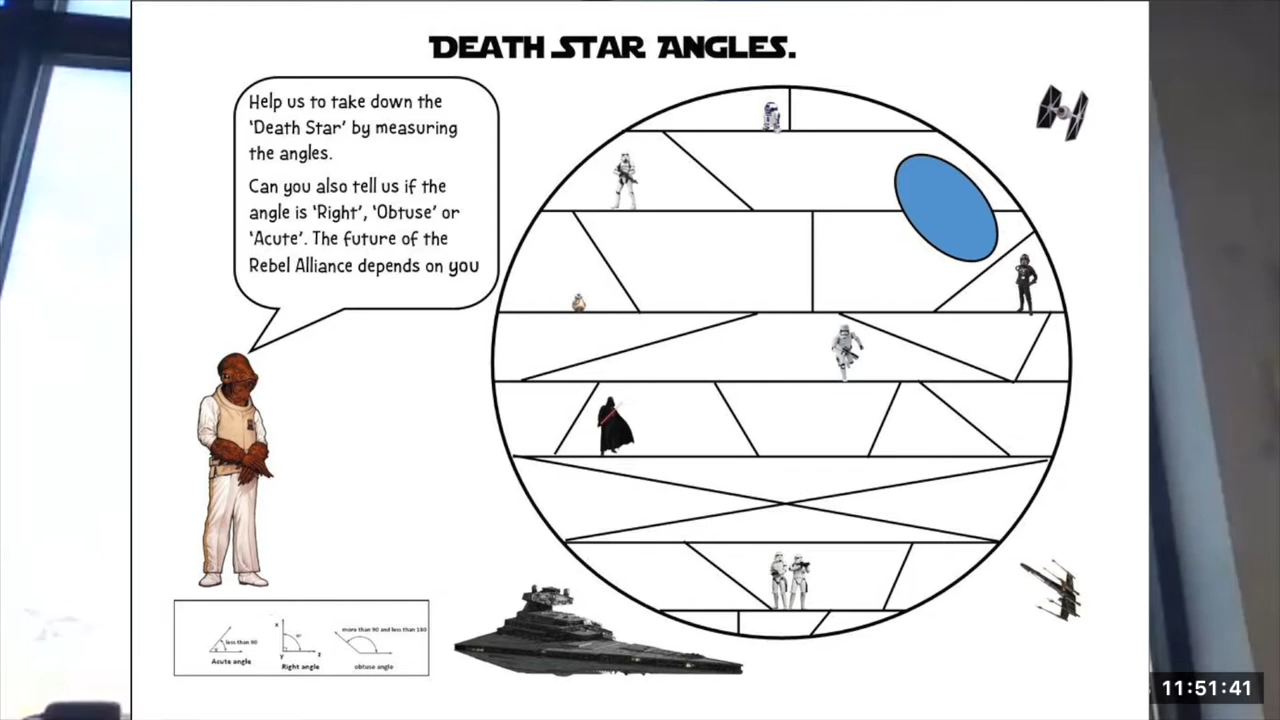 DEATH STAR ANGLES.
Help us to take down the
'Death Star' by measuring
the angles.
Can you also tell us if the
angle is 'Right', 'Obtuse' or
'Acute'. The future of the
Rebel Alliance depends on you
less than 90
Acute angle
x
y
z
Right angle
more than 90 and less than 180
obtuse angle
11:51:41